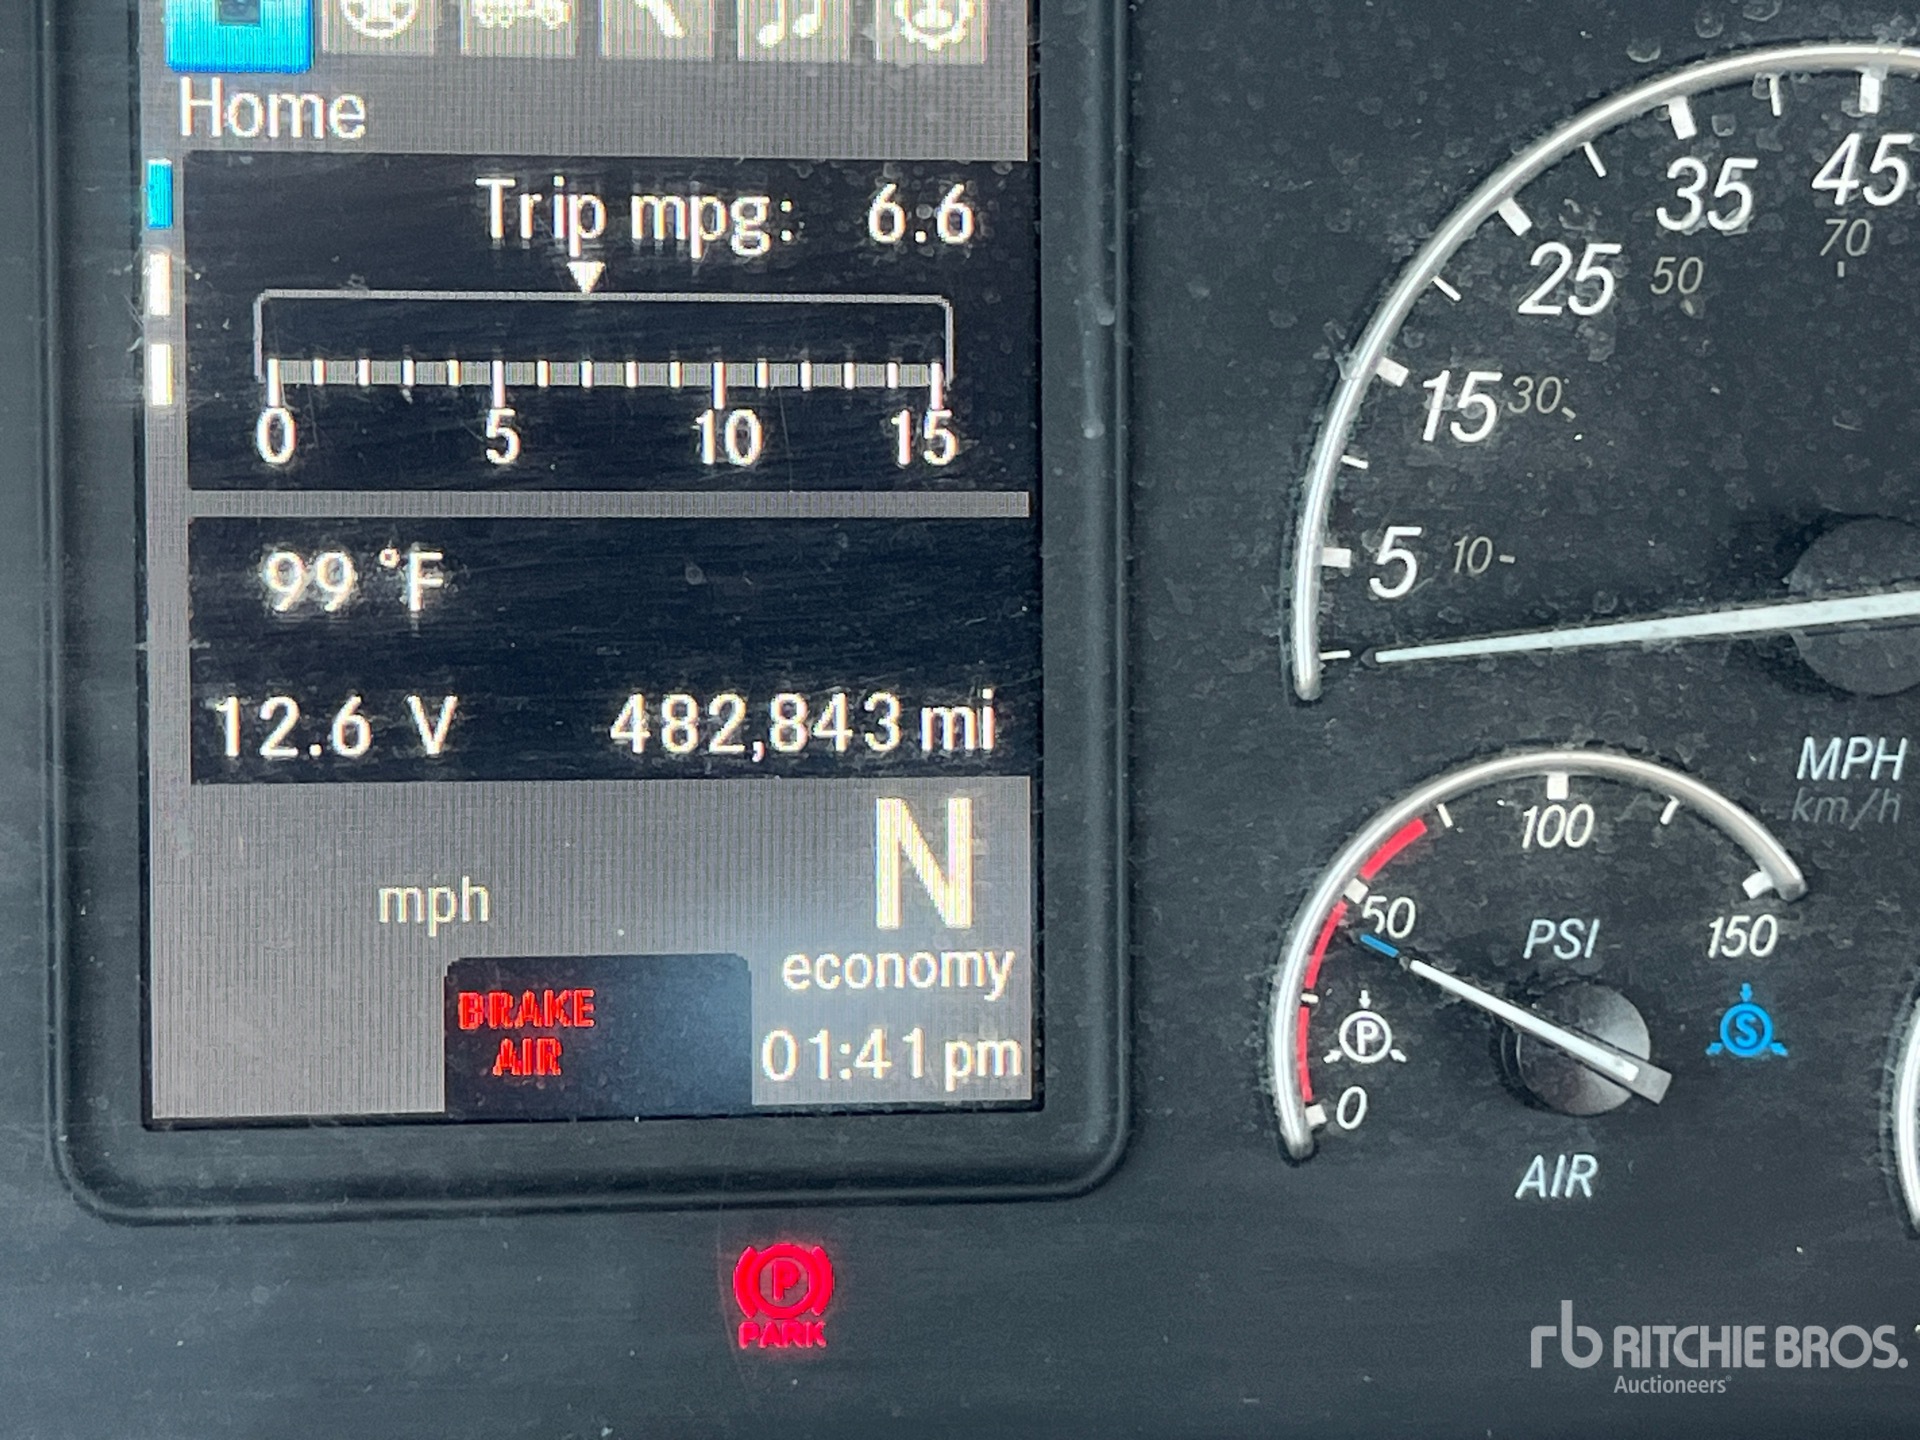 Home
Trip mpg: 6.6
0 5 10 15
99 °F
12.6 V 482,843 mi
N
mph
economy
BRAKE
AIR
01:41 pm
P
PARK
45
35
70
25 50
15 30
5 10
MPH
km/h
100
50
PSI
150
P
S
0
AIR
rb RITCHIE BROS.
Auctioneers